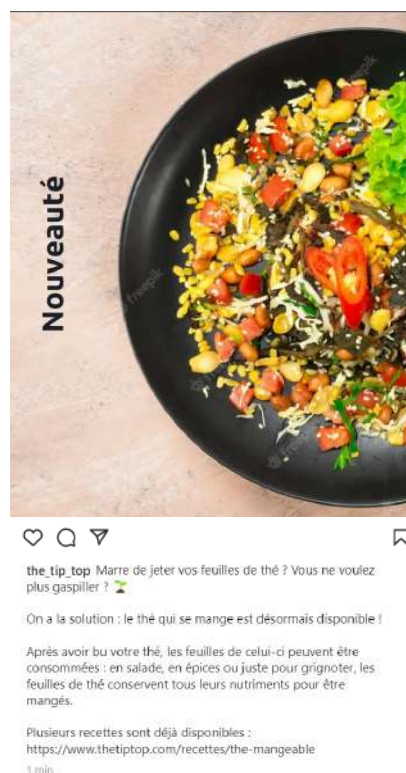 Nouveauté
freepik
freepik
the_tip_top Marre de jeter vos feuilles de thé ? Vous ne voulez
plus gaspiller ?
On a la solution : le thé qui se mange est désormais disponible !
Après avoir bu votre thé, les feuilles de celui-ci peuvent être
consommées : en salade, en épices ou juste pour grignoter, les
feuilles de thé conservent tous leurs nutriments pour être
mangés.
Plusieurs recettes sont déjà disponibles :
https://www.thetiptop.com/recettes/the-mangeable
1 min